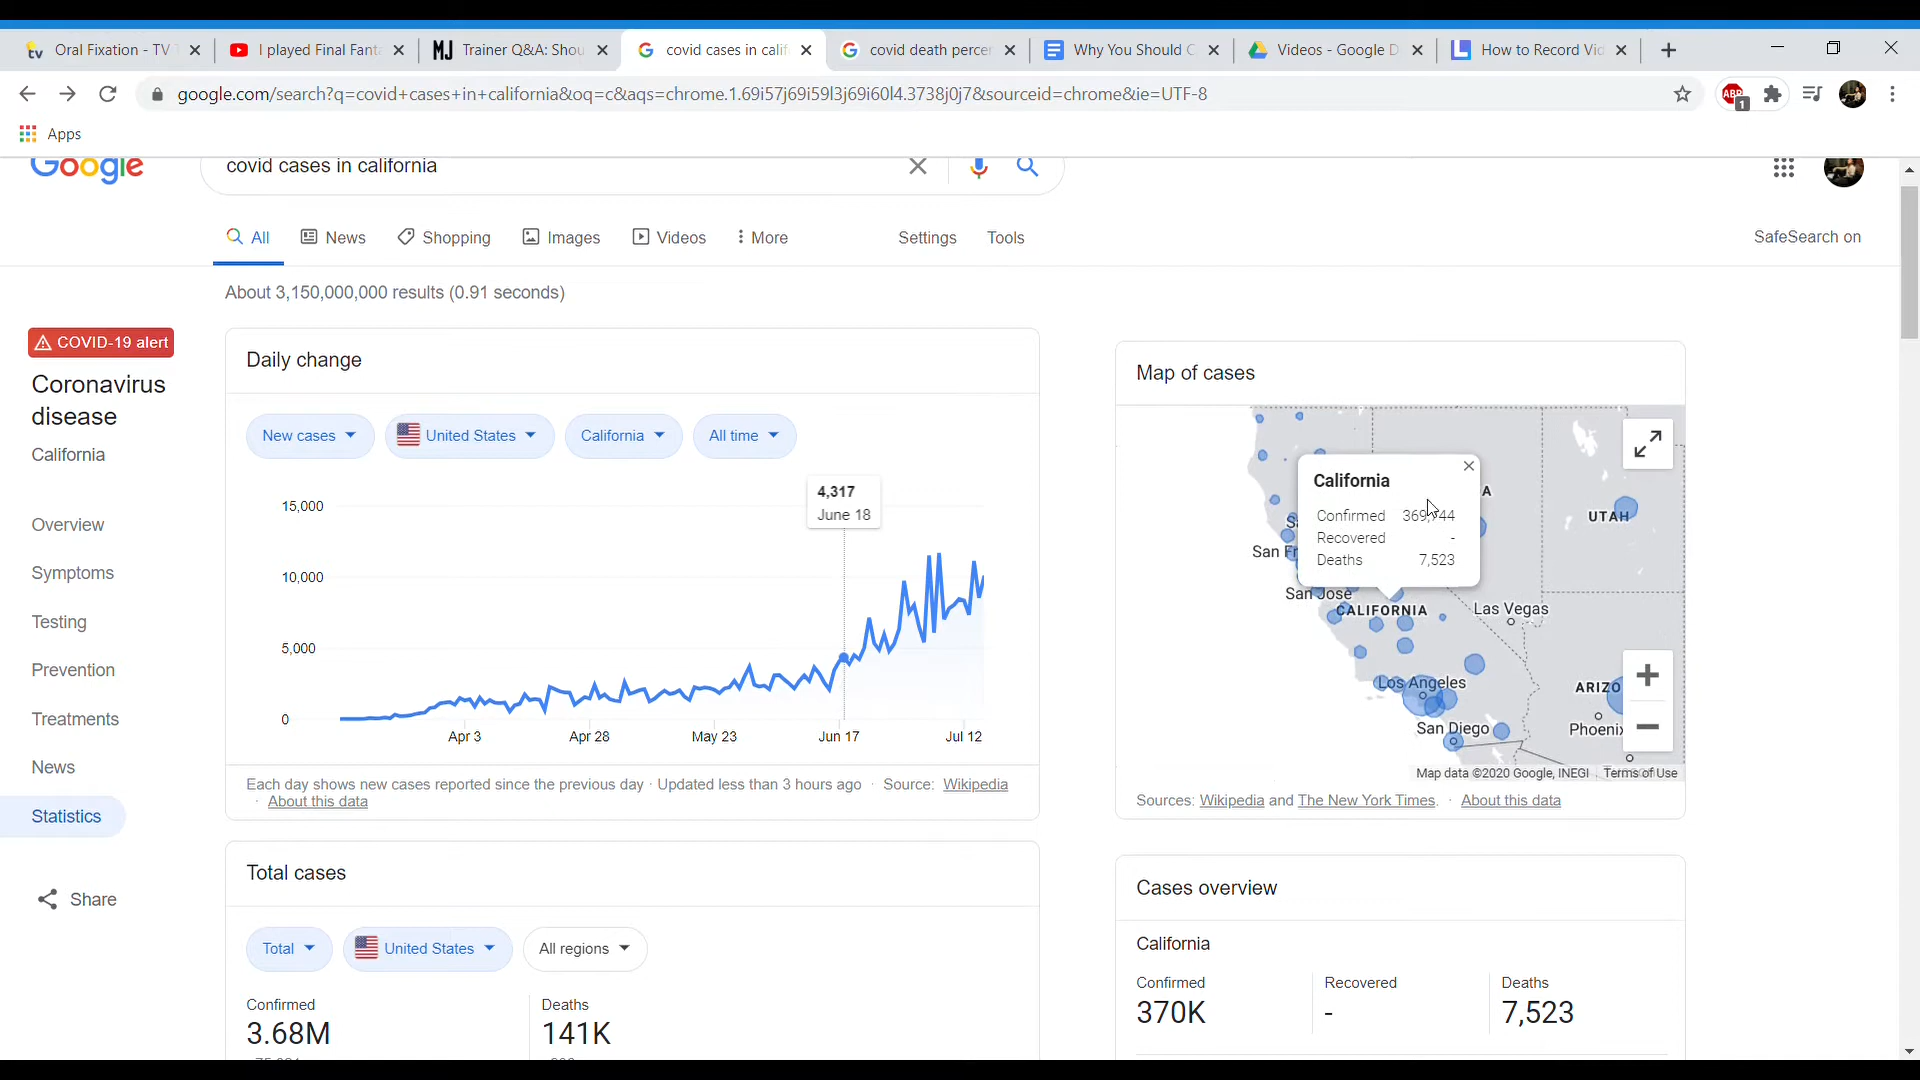 Oral Fixation - TV T
I played Final Fanta
MJ Trainer Q&A: Shou
covid cases in calif
covid death percen
Why You Should C
Videos - Google D
How to Record Vid
google.com/search?q=covid+cases+in+california&oq=c&aqs=chrome.1.69i57j69i59l3j69i60l4.3738j0j7&sourceid=chrome&ie=UTF-8
ABP
1
Apps
Google
covid cases in california
All
News
Shopping
Images
Videos
More
Settings
Tools
SafeSearch on
About 3,150,000,000 results (0.91 seconds)
COVID-19 alert
Coronavirus
disease
California
Overview
Symptoms
Testing
Prevention
Treatments
News
Statistics
Share
Daily change
New cases
United States
California
All time
4,317
June 18
15,000
10,000
5,000
0
Apr 3
Apr 28
May 23
Jun 17
Jul 12
Each day shows new cases reported since the previous day · Updated less than 3 hours ago · Source: Wikipedia
· About this data
Total cases
Total
United States
All regions
Confirmed
3.68M
Deaths
141K
Map of cases
California
Confirmed
Recovered -
Deaths 7,523
UTAH
San Jose
CALIFORNIA
Las Vegas
Los Angeles
ARIZO
San Diego
Phoenix
Map data ©2020 Google, INEGI
Terms of Use
Sources: Wikipedia and The New York Times. · About this data
Cases overview
California
Confirmed
370K
Recovered
-
Deaths
7,523